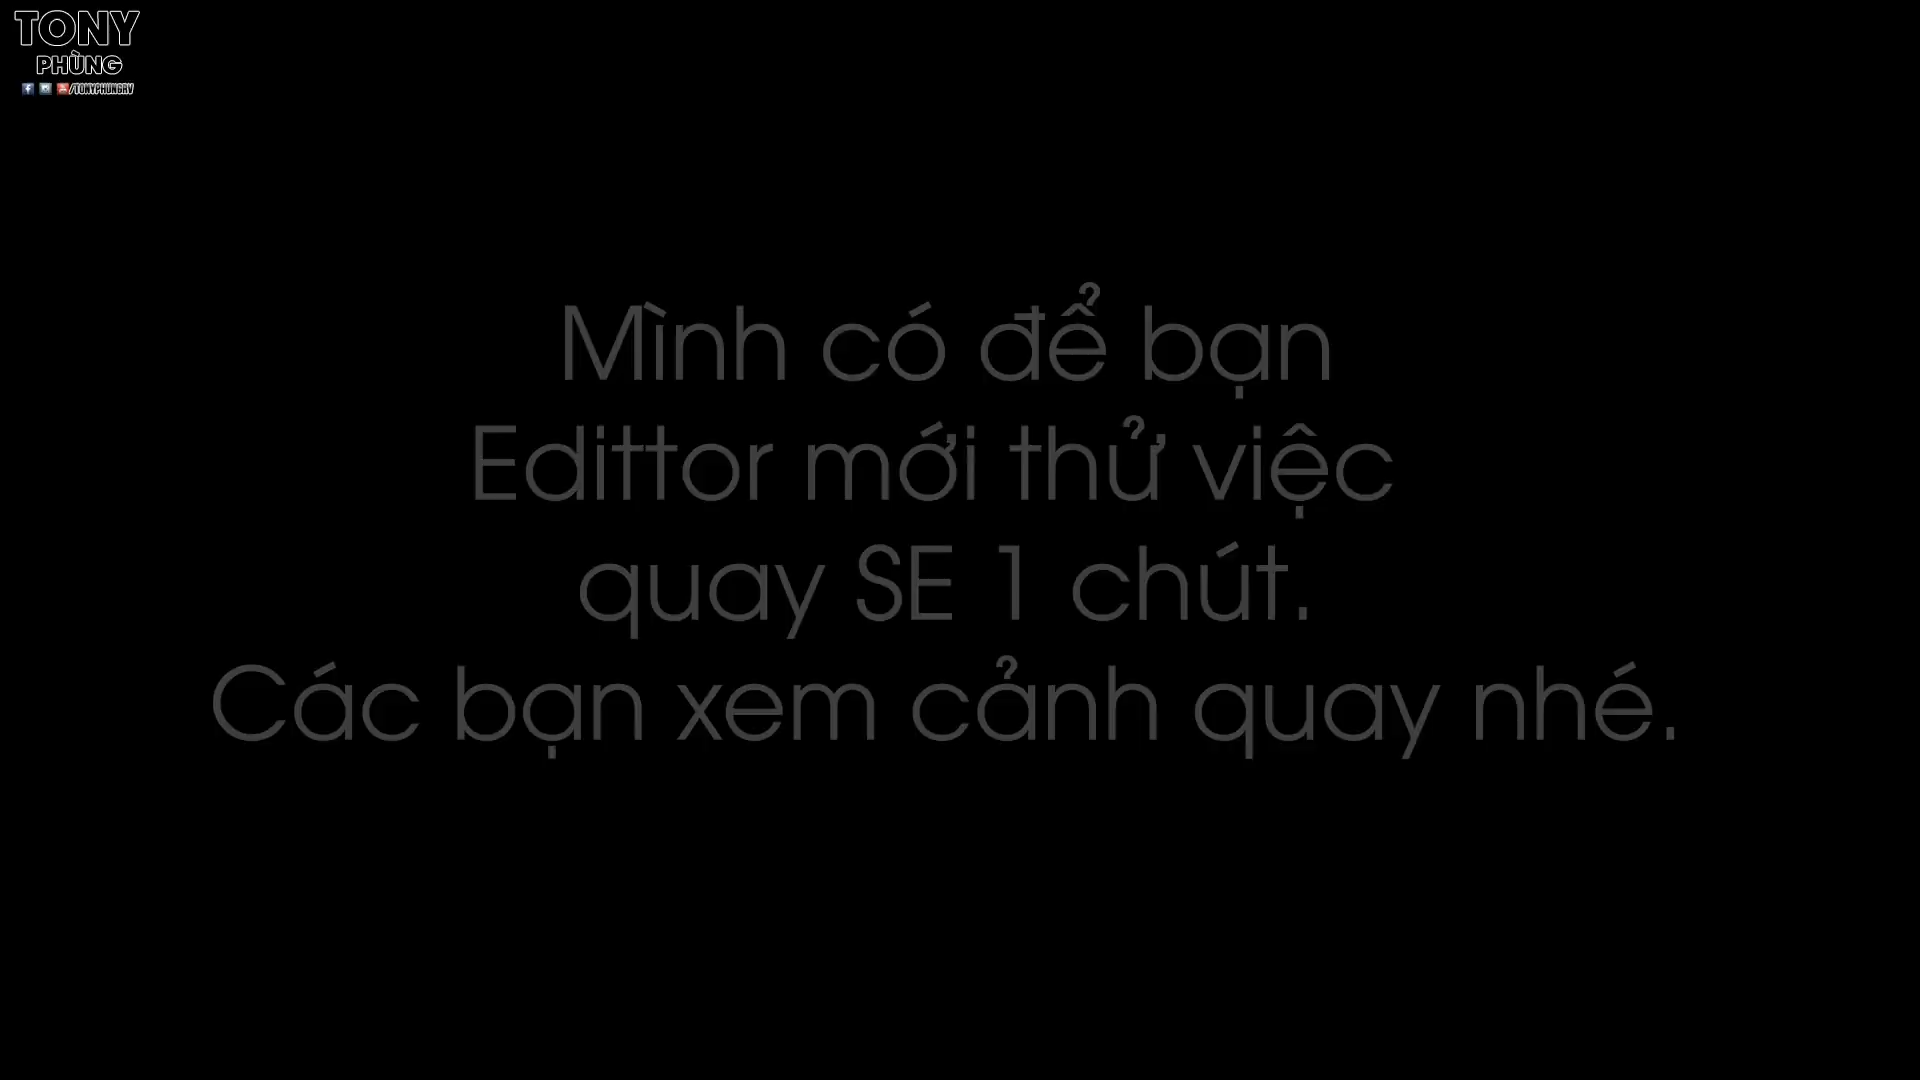 TONY
PHÙNG
/TONYPHUNGRV
Mình có để bạn
Edittor mới thử việc
quay SE 1 chút.
Các bạn xem cảnh quay nhé.